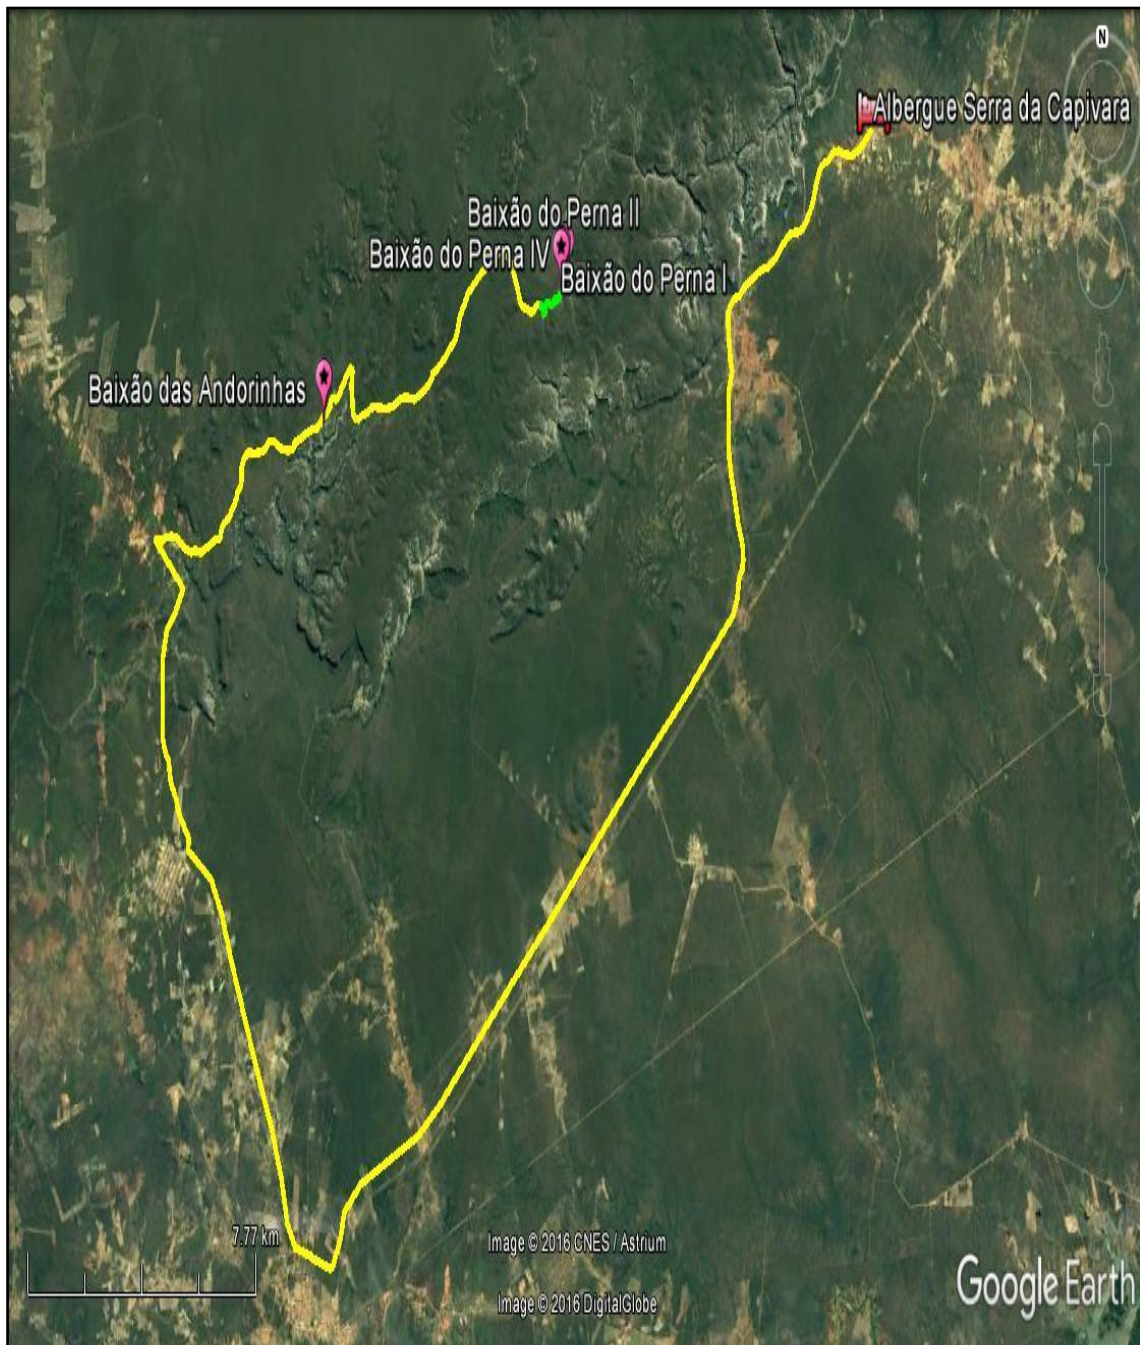 N
Albergue Serra da Capivara
Baixão do Perna II
Baixão do Perna IV
Baixão do Perna I
Baixão das Andorinhas
7.77 km
Image © 2016 CNES / Astrium
Image © 2016 DigitalGlobe
Google Earth